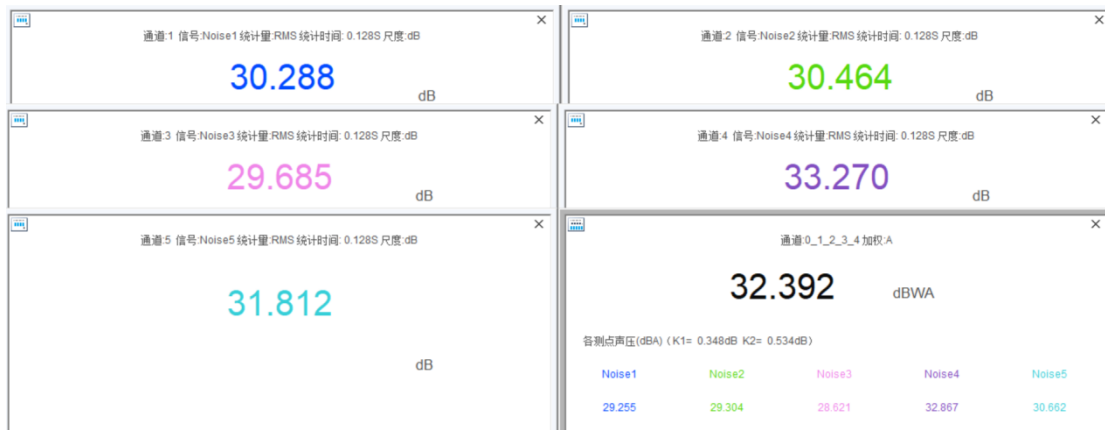 通道:1 信号:Noise1 统计量:RMS 统计时间: 0.128S 尺度:dB
30.288
dB
通道:2 信号:Noise2 统计量:RMS 统计时间: 0.128S 尺度:dB
30.464
dB
通道:3 信号:Noise3 统计量:RMS 统计时间: 0.128S 尺度:dB
29.685
dB
通道:4 信号:Noise4 统计量:RMS 统计时间: 0.128S 尺度:dB
33.270
dB
通道:5 信号:Noise5 统计量:RMS 统计时间: 0.128S 尺度:dB
31.812
dB
通道:0_1_2_3_4 加权:A
32.392 dBWA
各测点声压(dBA)（K1= 0.348dB K2= 0.534dB）
Noise1 Noise2 Noise3 Noise4 Noise5
29.255 29.304 28.621 32.867 30.662